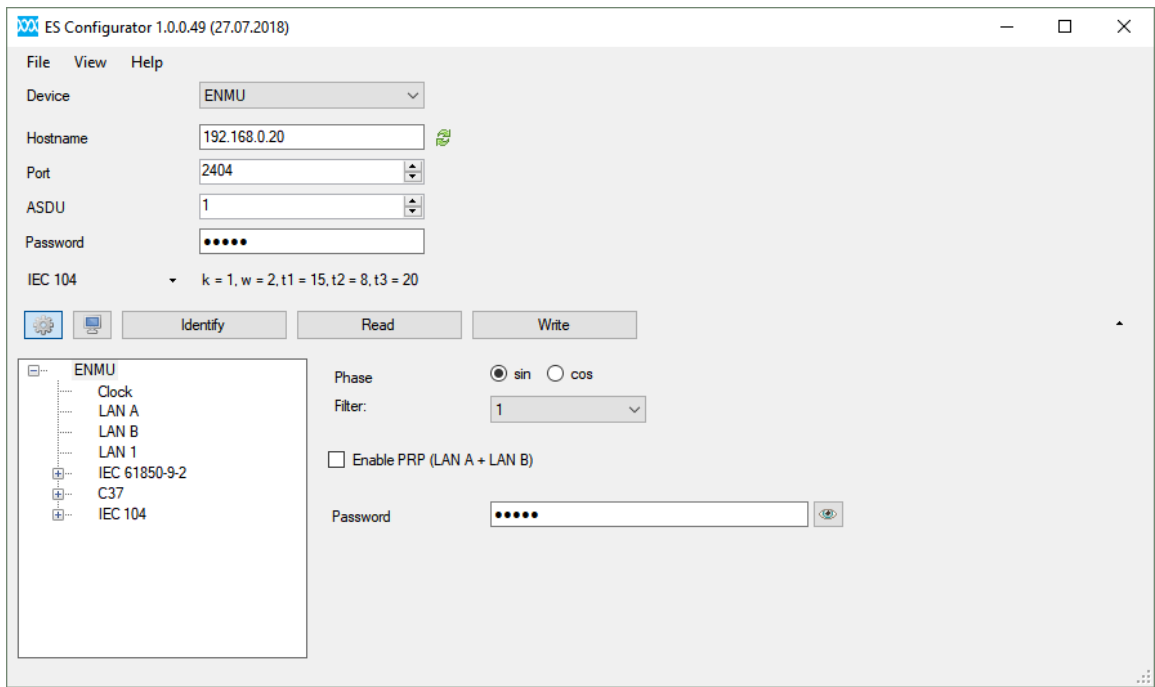 ES Configurator 1.0.0.49 (27.07.2018)
File View Help
Device ENMU
Hostname 192.168.0.20
Port 2404
ASDU 1
Password •••••
IEC 104 k = 1, w = 2, t1 = 15, t2 = 8, t3 = 20
Identify Read Write
ENMU
Clock
LAN A
LAN B
LAN 1
IEC 61850-9-2
C37
IEC 104
Phase sin cos
Filter: 1
Enable PRP (LAN A + LAN B)
Password •••••